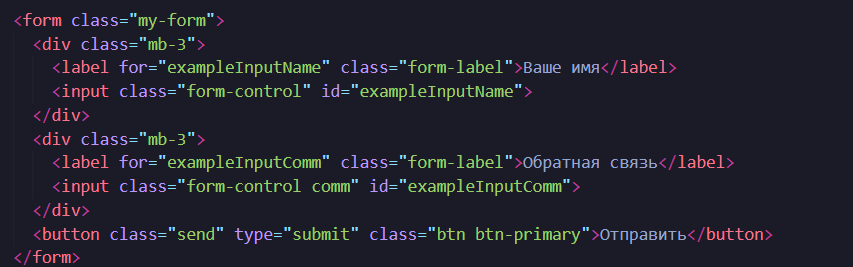 <form class="my-form">
<div class="mb-3">
<label for="exampleInputName" class="form-label">Ваше имя</label>
<input class="form-control" id="exampleInputName">
</div>
<div class="mb-3">
<label for="exampleInputComm" class="form-label">Обратная связь</label>
<input class="form-control comm" id="exampleInputComm">
</div>
<button class="send" type="submit" class="btn btn-primary">Отправить</button>
</form>